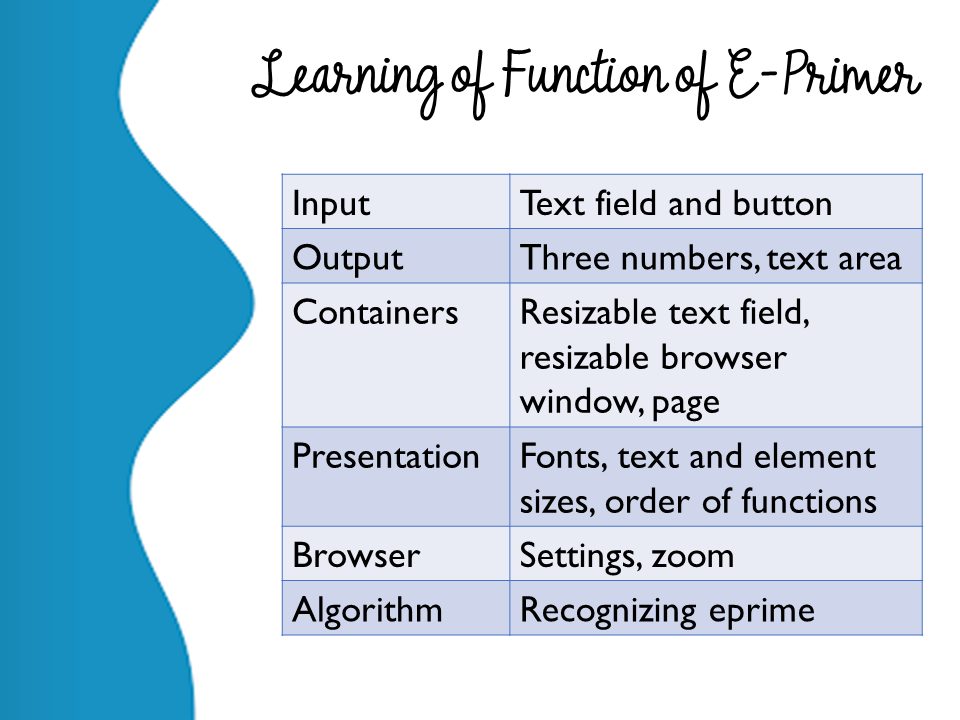 Learning of Function of E-Primer
Input
Text field and button
Output
Three numbers, text area
Containers
Resizable text field,
resizable browser
window, page
Presentation
Fonts, text and element
sizes, order of functions
Browser
Settings, zoom
Algorithm
Recognizing eprime